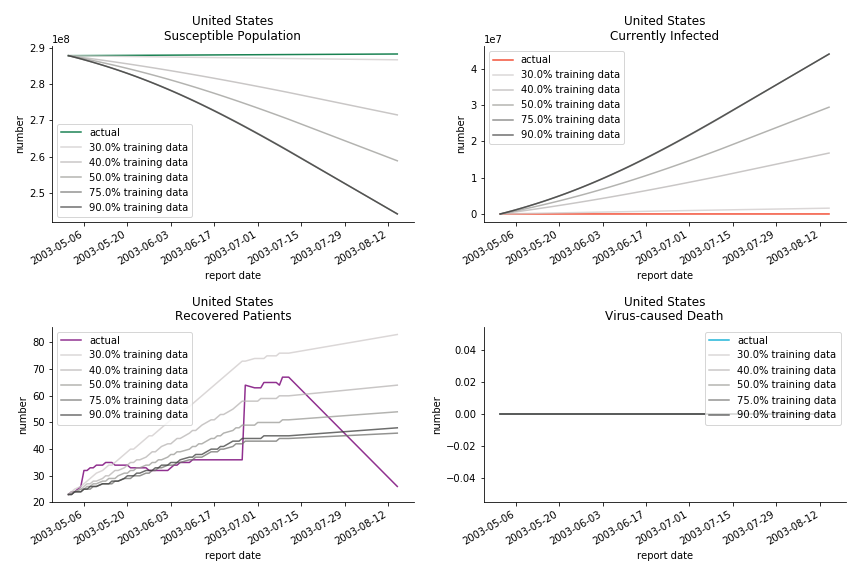 United States
Susceptible Population
1e8
2.9
2.8
2.7
2.6
2.5
number
actual
30.0% training data
40.0% training data
50.0% training data
75.0% training data
90.0% training data
2003-05-06
2003-05-20
2003-06-03
2003-06-17
2003-07-01
2003-07-15
2003-07-29
2003-08-12
report date
United States
Currently Infected
1e7
4
3
2
1
0
number
actual
30.0% training data
40.0% training data
50.0% training data
75.0% training data
90.0% training data
2003-05-06
2003-05-20
2003-06-03
2003-06-17
2003-07-01
2003-07-15
2003-07-29
2003-08-12
report date
United States
Recovered Patients
80
70
60
50
40
30
20
number
actual
30.0% training data
40.0% training data
50.0% training data
75.0% training data
90.0% training data
2003-05-06
2003-05-20
2003-06-03
2003-06-17
2003-07-01
2003-07-15
2003-07-29
2003-08-12
report date
United States
Virus-caused Death
0.04
0.02
0.00
−0.02
−0.04
number
actual
30.0% training data
40.0% training data
50.0% training data
75.0% training data
90.0% training data
2003-05-06
2003-05-20
2003-06-03
2003-06-17
2003-07-01
2003-07-15
2003-07-29
2003-08-12
report date